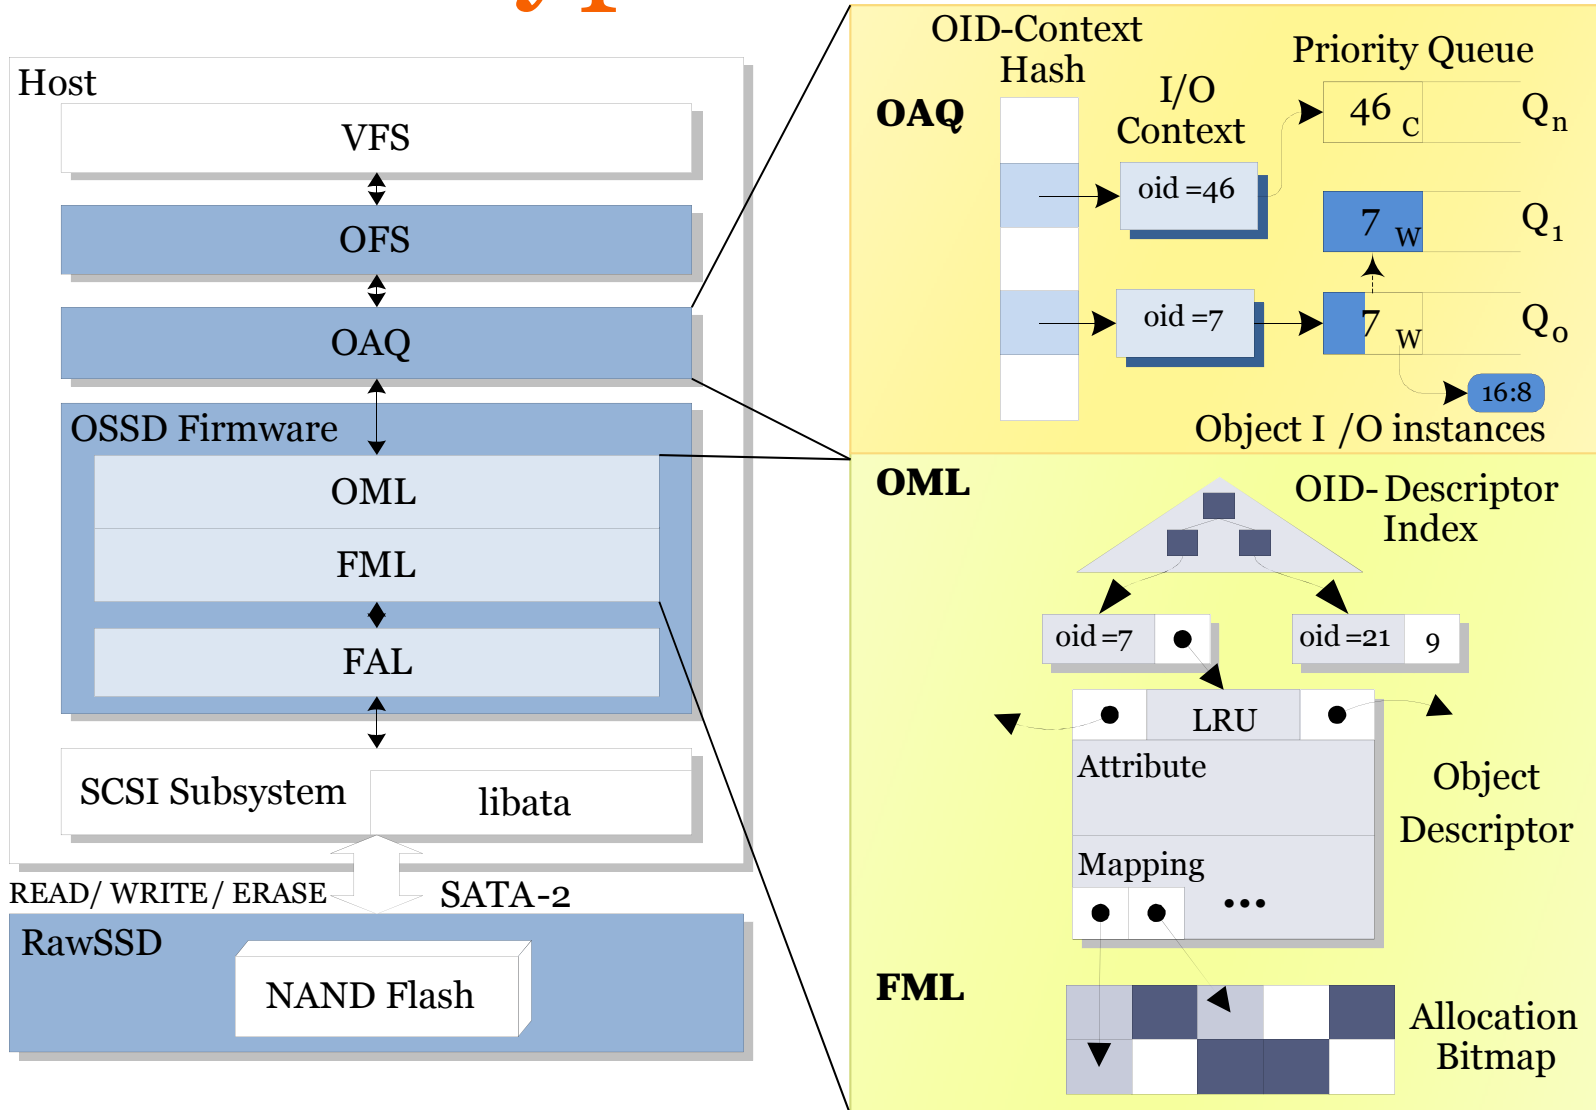 Host
VFS
OFS
OAQ
OSSD Firmware
OML
FML
FAL
SCSI Subsystem
libata
READ/ WRITE / ERASE
SATA-2
RawSSD
NAND Flash
OAQ
OID-Context
Hash
I/O
Context
Priority Queue
oid =46
46 C
Qn
7 W
Q1
oid =7
7 W
Q0
16:8
Object I /O instances
OML
OID- Descriptor
Index
oid =7
oid =21
9
LRU
Attribute
Mapping
...
Object
Descriptor
FML
Allocation
Bitmap